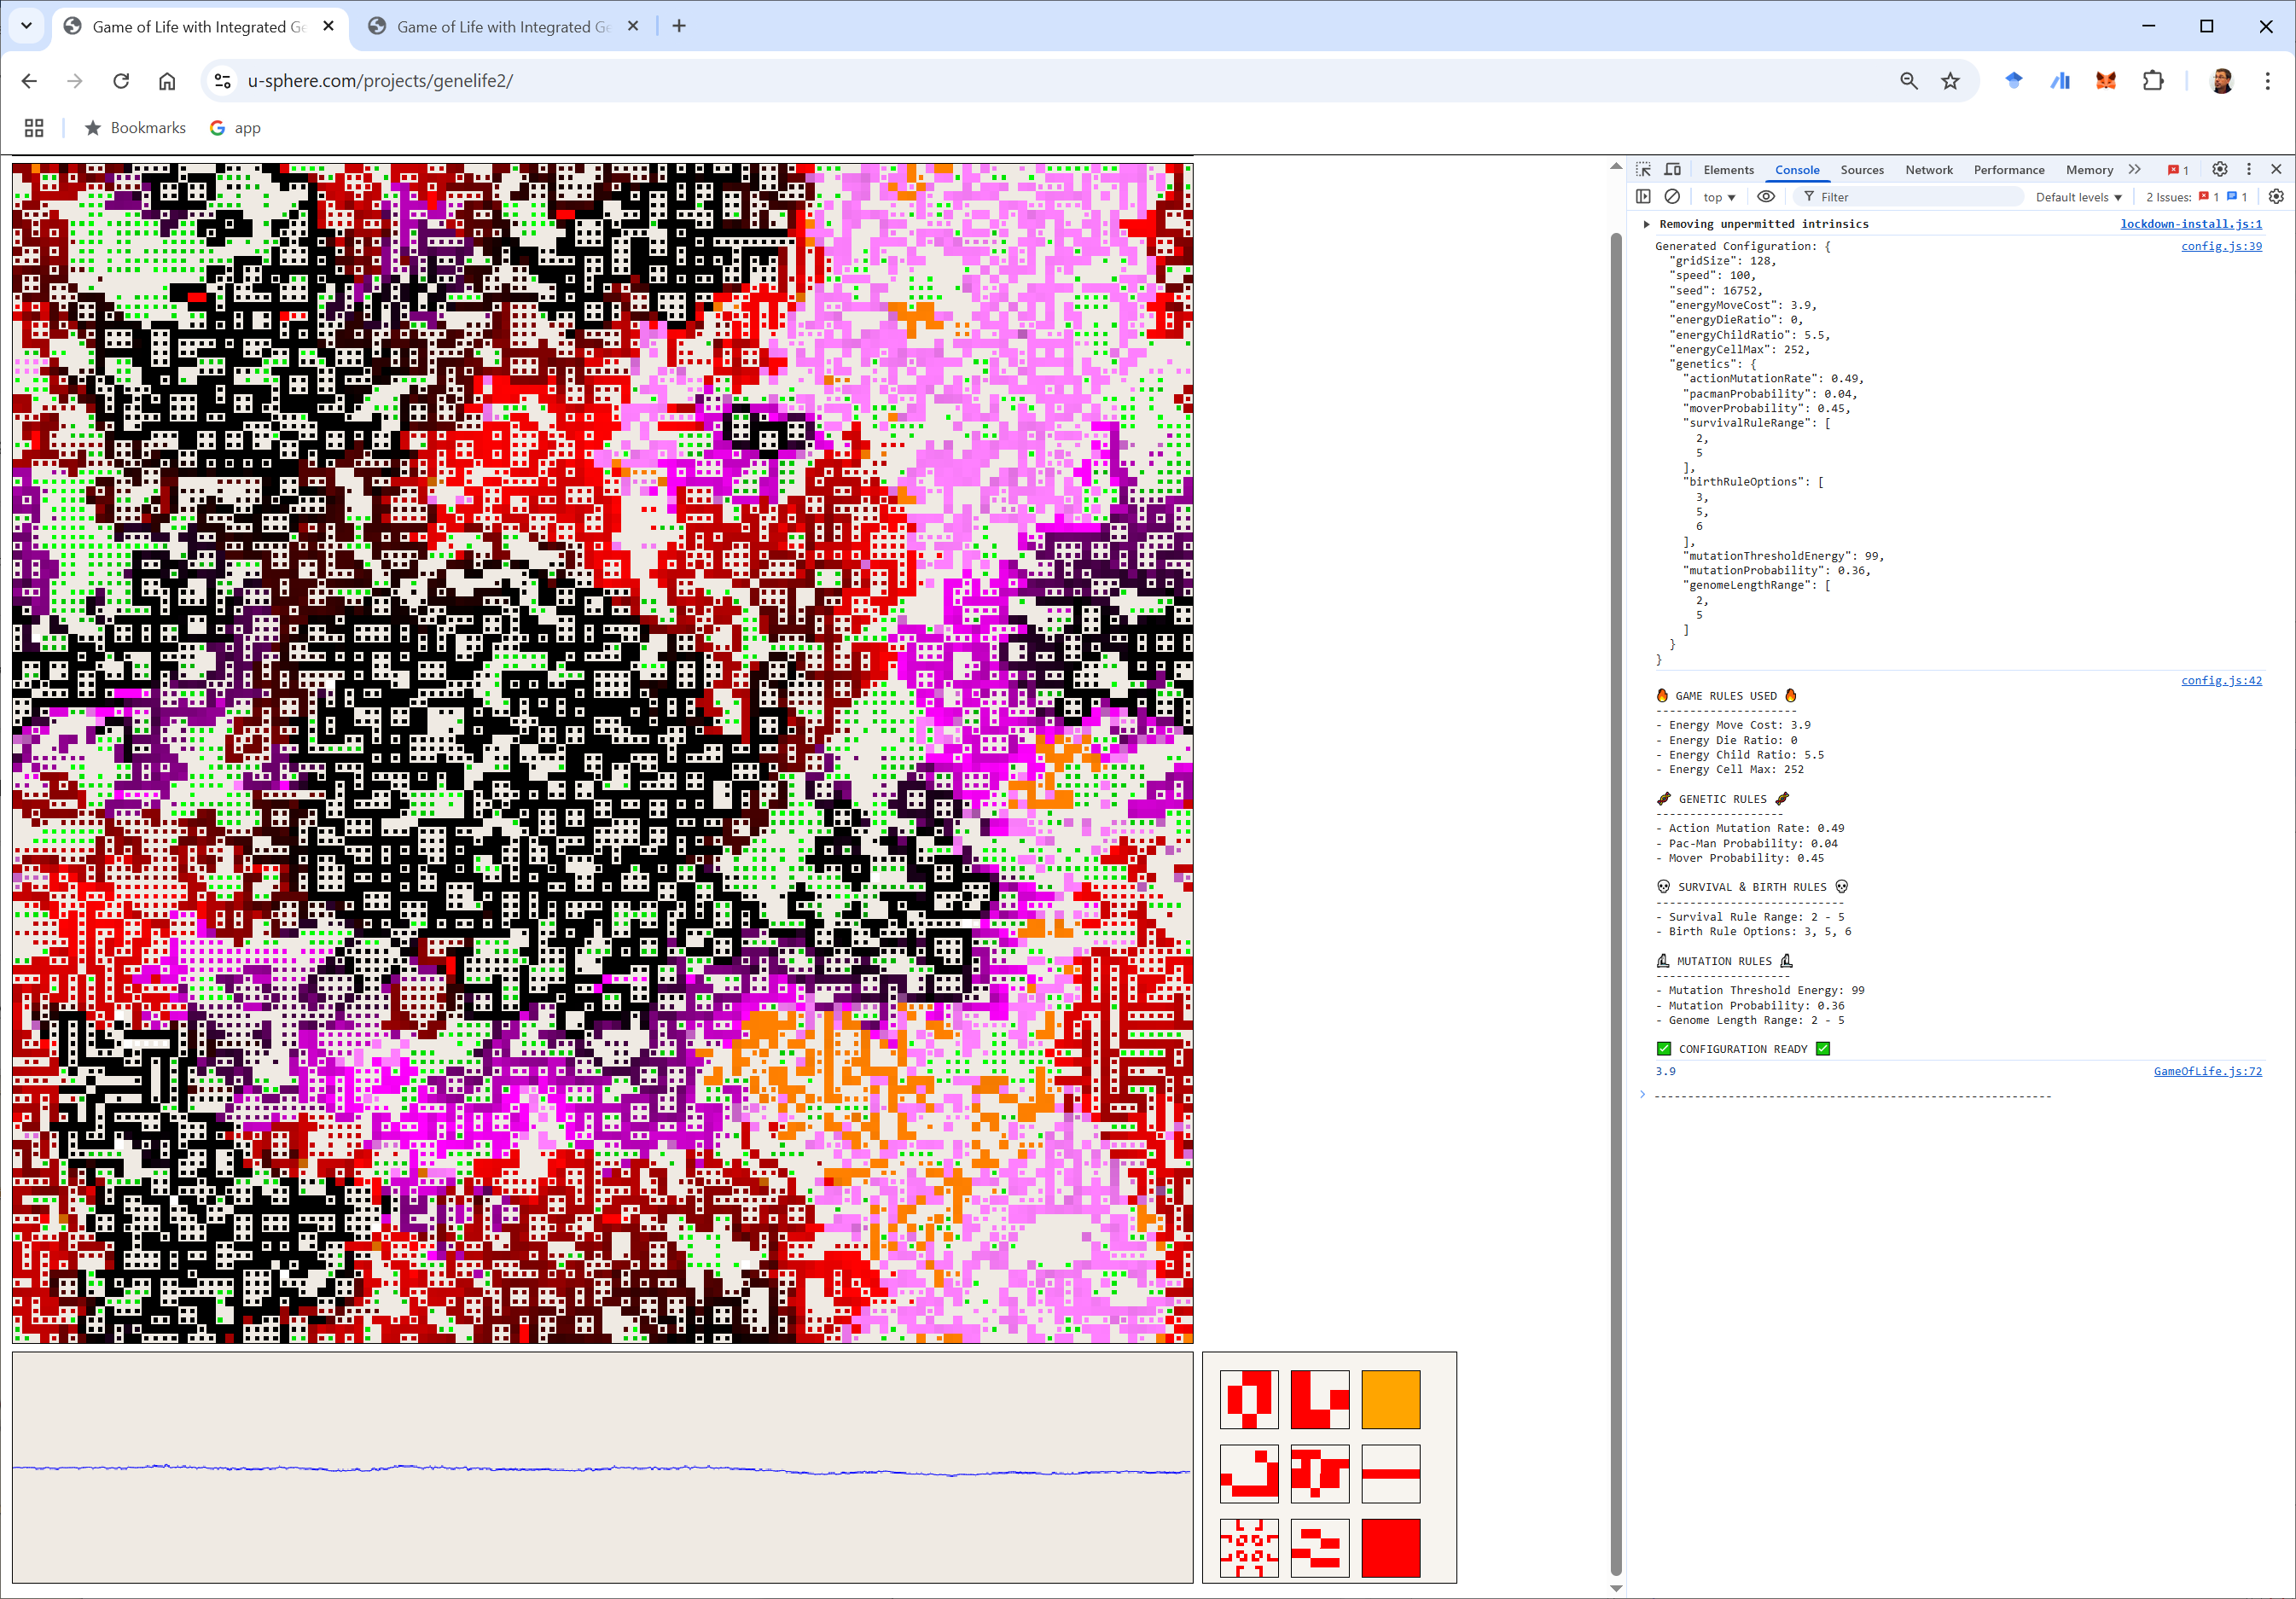 Game of Life with Integrated Ge
Game of Life with Integrated Ge
u-sphere.com/projects/genelife2/
Bookmarks
app
Elements Console Sources Network Performance Memory 1
top Filter Default levels 2 Issues: 1 1
Removing unpermitted intrinsics lockdown-install.js:1
Generated Configuration: { config.js:39
"gridSize": 128,
"speed": 100,
"seed": 16752,
"energyMoveCost": 3.9,
"energyDieRatio": 0,
"energyChildRatio": 5.5,
"energyCellMax": 252,
"genetics": {
"actionMutationRate": 0.49,
"pacmanProbability": 0.04,
"moverProbability": 0.45,
"survivalRuleRange": [
2,
5
],
"birthRuleOptions": [
3,
5,
6
],
"mutationThresholdEnergy": 99,
"mutationProbability": 0.36,
"genomeLengthRange": [
2,
5
]
}
}
config.js:42
🔥 GAME RULES USED 🔥
--------------------
- Energy Move Cost: 3.9
- Energy Die Ratio: 0
- Energy Child Ratio: 5.5
- Energy Cell Max: 252
🧬 GENETIC RULES 🧬
------------------
- Action Mutation Rate: 0.49
- Pac-Man Probability: 0.04
- Mover Probability: 0.45
💀 SURVIVAL & BIRTH RULES 💀
---------------------------
- Survival Rule Range: 2 - 5
- Birth Rule Options: 3, 5, 6
🔬 MUTATION RULES 🔬
-------------------
- Mutation Threshold Energy: 99
- Mutation Probability: 0.36
- Genome Length Range: 2 - 5
✅ CONFIGURATION READY ✅
3.9 GameOfLife.js:72
--------------------------------------------------------